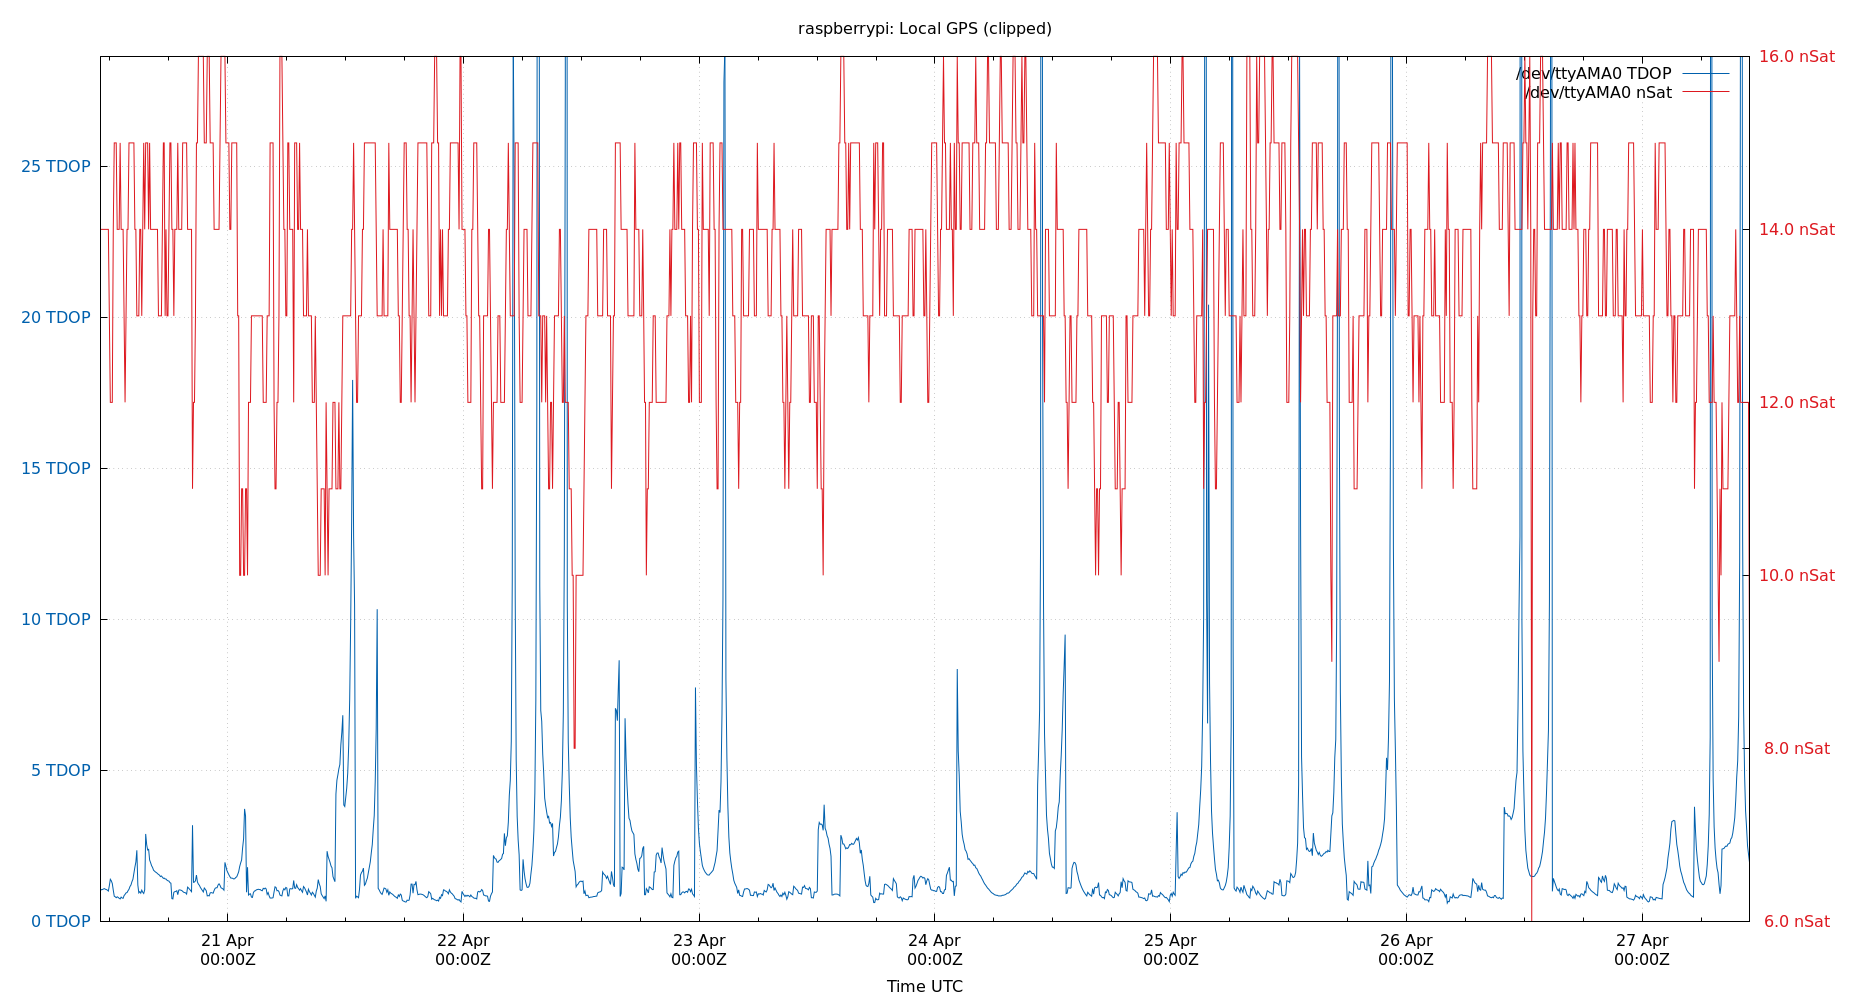 raspberrypi: Local GPS (clipped)
16.0 nSat
/dev/ttyAMA0 TDOP
/dev/ttyAMA0 nSat
25 TDOP
14.0 nSat
20 TDOP
12.0 nSat
15 TDOP
10.0 nSat
10 TDOP
8.0 nSat
5 TDOP
0 TDOP
6.0 nSat
21 Apr 22 Apr 23 Apr 24 Apr 25 Apr 26 Apr 27 Apr
00:00Z 00:00Z 00:00Z 00:00Z 00:00Z 00:00Z 00:00Z
Time UTC